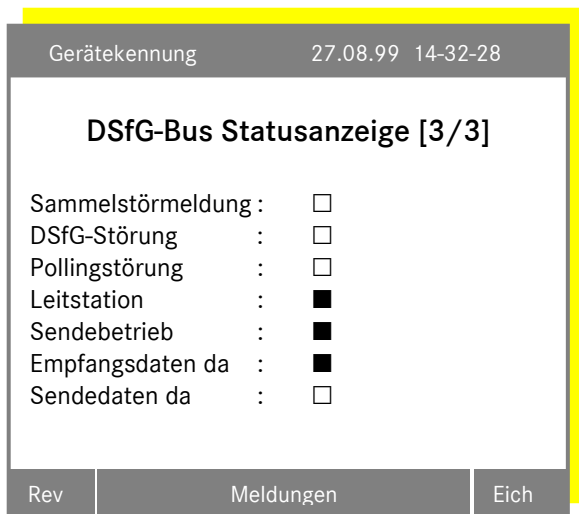 Gerätekennung 27.08.99 14-32-28
DSfG-Bus Statusanzeige [3/3]
Sammelstörmeldung : ☐
DSfG-Störung : ☐
Pollingstörung : ☐
Leitstation : ■
Sendebetrieb : ■
Empfangsdaten da : ■
Sendedaten da : ☐
Rev Meldungen Eich